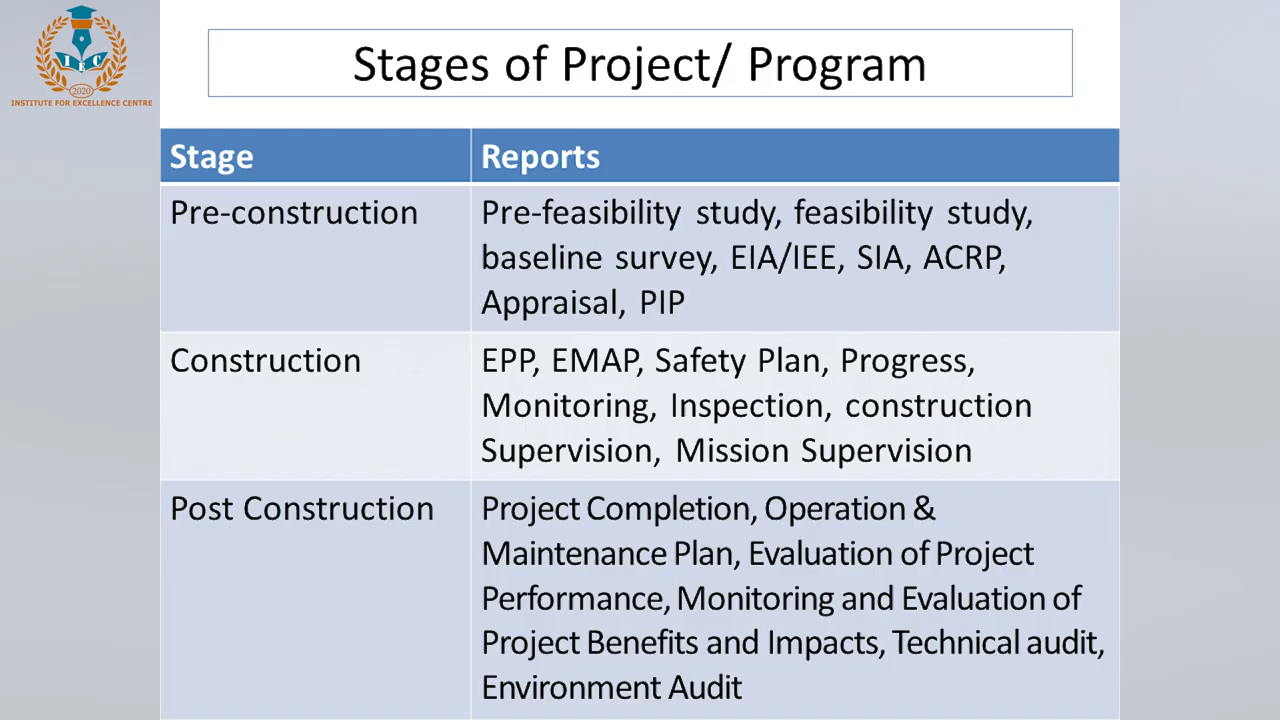 IEC
2020
INSTITUTE FOR EXCELLENCE CENTRE
Stages of Project/ Program
Stage
Reports
Pre-construction
Pre-feasibility study, feasibility study,
baseline survey, EIA/IEE, SIA, ACRP,
Appraisal, PIP
Construction
EPP, EMAP, Safety Plan, Progress,
Monitoring, Inspection, construction
Supervision, Mission Supervision
Post Construction
Project Completion, Operation &
Maintenance Plan, Evaluation of Project
Performance, Monitoring and Evaluation of
Project Benefits and Impacts, Technical audit,
Environment Audit